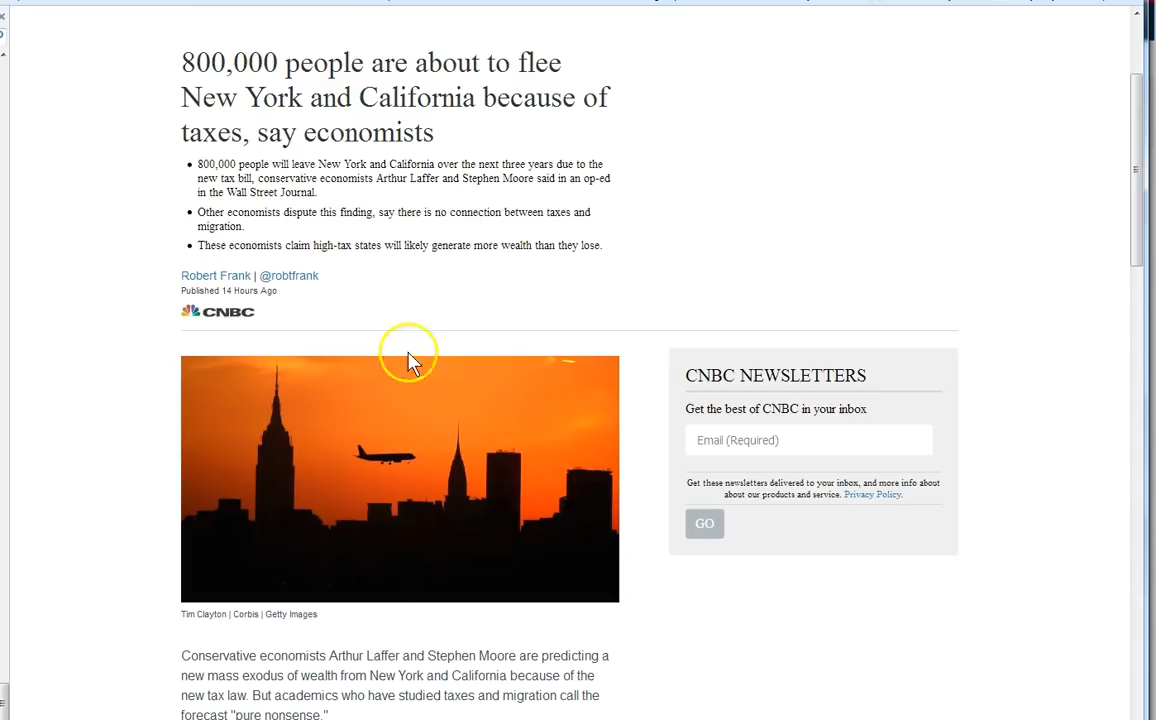 800,000 people are about to flee
New York and California because of
taxes, say economists
800,000 people will leave New York and California over the next three years due to the
new tax bill, conservative economists Arthur Laffer and Stephen Moore said in an op-ed
in the Wall Street Journal.
Other economists dispute this finding, say there is no connection between taxes and
migration.
These economists claim high-tax states will likely generate more wealth than they lose.
Robert Frank | @robtfrank
Published 14 Hours Ago
CNBC
CNBC NEWSLETTERS
Get the best of CNBC in your inbox
Email (Required)
Get these newsletters delivered to your inbox, and more info about
about our products and service. Privacy Policy.
GO
Tim Clayton | Corbis | Getty Images
Conservative economists Arthur Laffer and Stephen Moore are predicting a
new mass exodus of wealth from New York and California because of the
new tax law. But academics who have studied taxes and migration call the
forecast "pure nonsense."